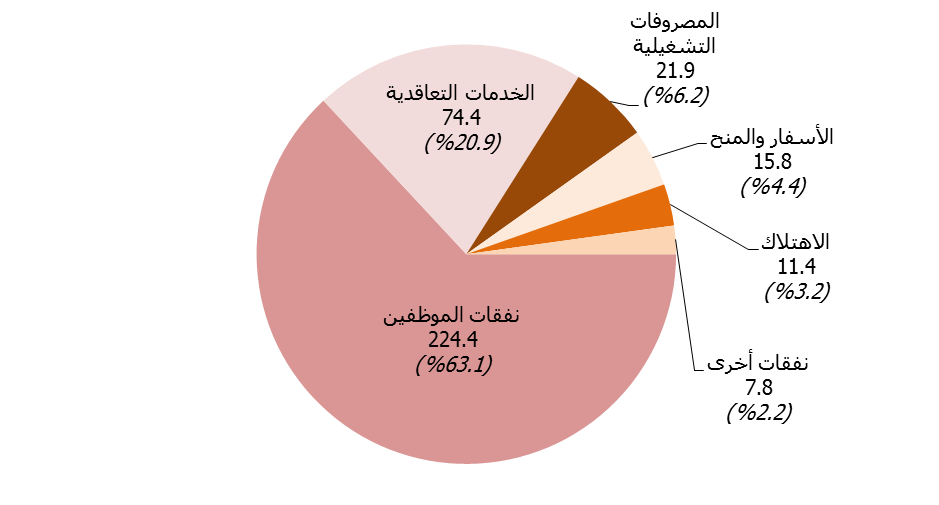 المصروفات
التشغيلية
21.9
(%6.2)
الخدمات التعاقدية
74.4
(%20.9)
الأسفار والمنح
15.8
(%4.4)
الاهتلاك
11.4
(%3.2)
نفقات الموظفين
224.4
(%63.1)
نفقات أخرى
7.8
(%2.2)